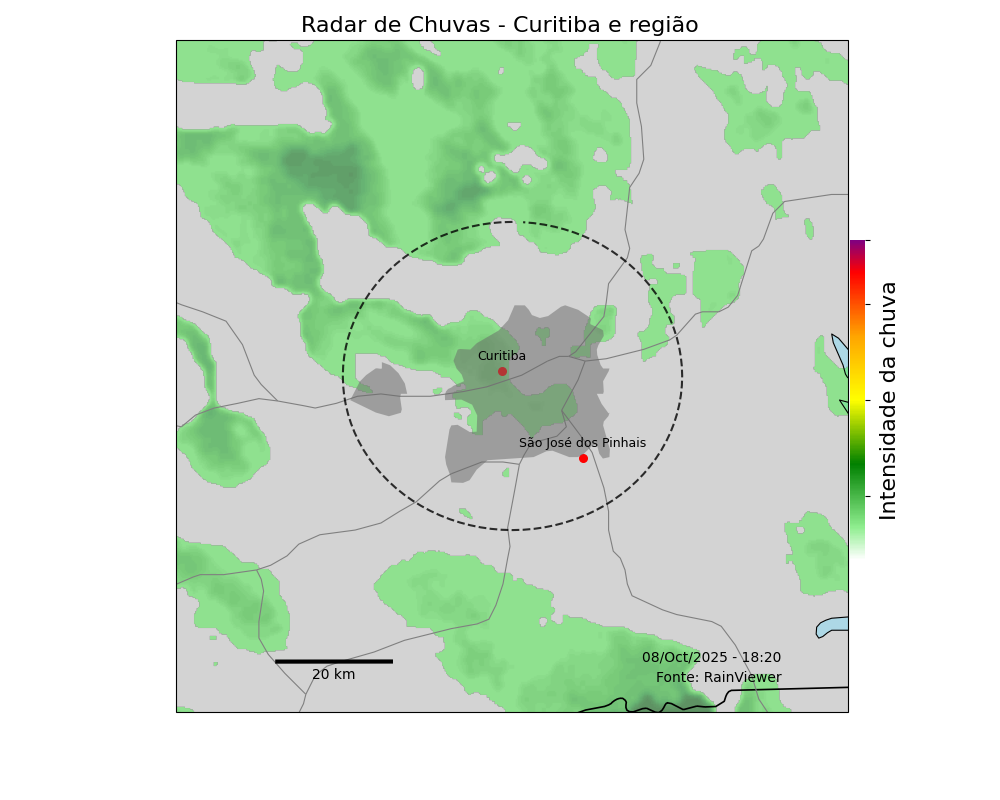 Radar de Chuvas - Curitiba e região
Curitiba
São José dos Pinhais
Intensidade da chuva
08/Oct/2025 - 18:20
Fonte: RainViewer
20 km